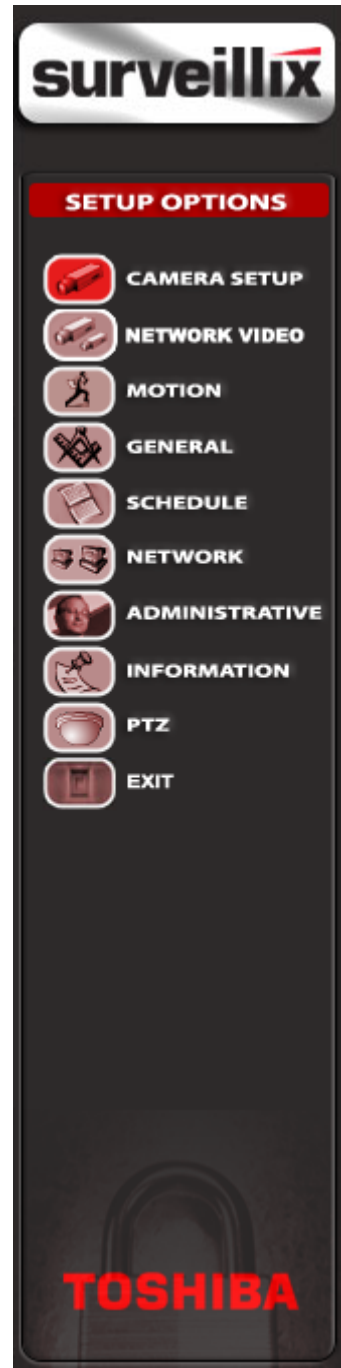 surveillix
SETUP OPTIONS
CAMERA SETUP
NETWORK VIDEO
MOTION
GENERAL
SCHEDULE
NETWORK
ADMINISTRATIVE
INFORMATION
PTZ
EXIT
TOSHIBA